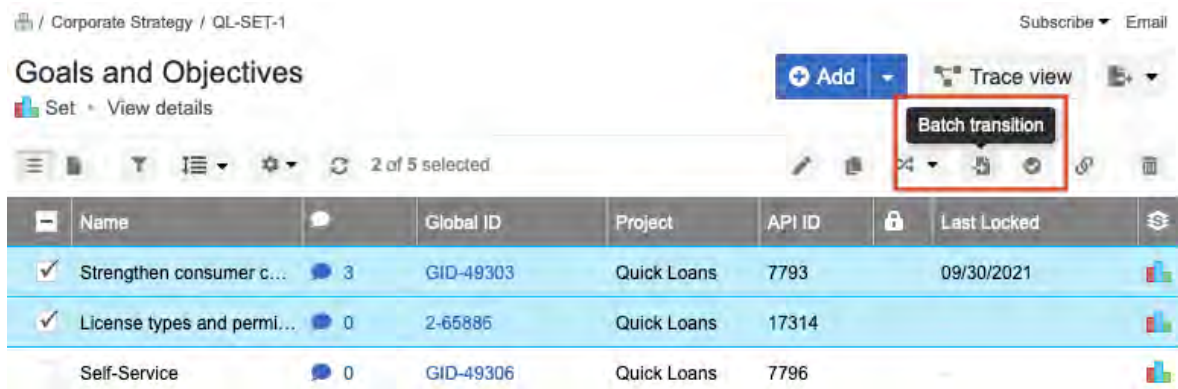 / Corporate Strategy / QL-SET-1 Subscribe Email
Goals and Objectives Add Trace view
Set • View details
Batch transition
2 of 5 selected
Name Global ID Project API ID Last Locked
Strengthen consumer c... 3 GID-49303 Quick Loans 7793 09/30/2021
License types and permi... 0 2-65886 Quick Loans 17314
Self-Service 0 GID-49306 Quick Loans 7796